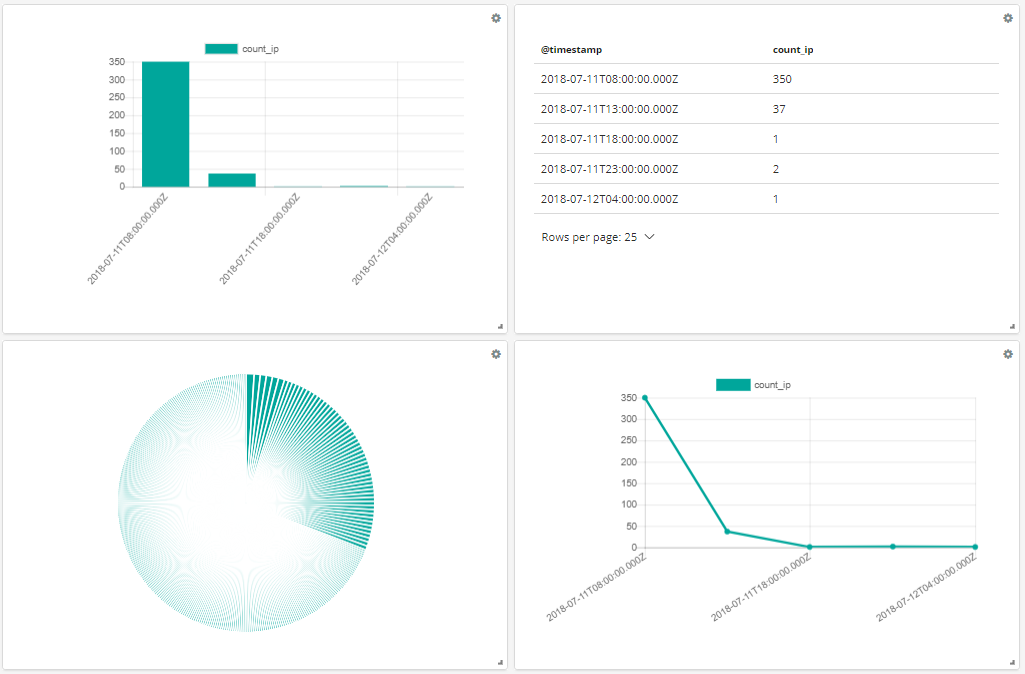 count_ip
350
300
250
200
150
100
50
0
2018-07-11T08:00:00.000Z
2018-07-11T18:00:00.000Z
2018-07-12T04:00:00.000Z
@timestamp count_ip
2018-07-11T08:00:00.000Z 350
2018-07-11T13:00:00.000Z 37
2018-07-11T18:00:00.000Z 1
2018-07-11T23:00:00.000Z 2
2018-07-12T04:00:00.000Z 1
Rows per page: 25
count_ip
350
300
250
200
150
100
50
0
2018-07-11T08:00:00.000Z
2018-07-11T18:00:00.000Z
2018-07-12T04:00:00.000Z